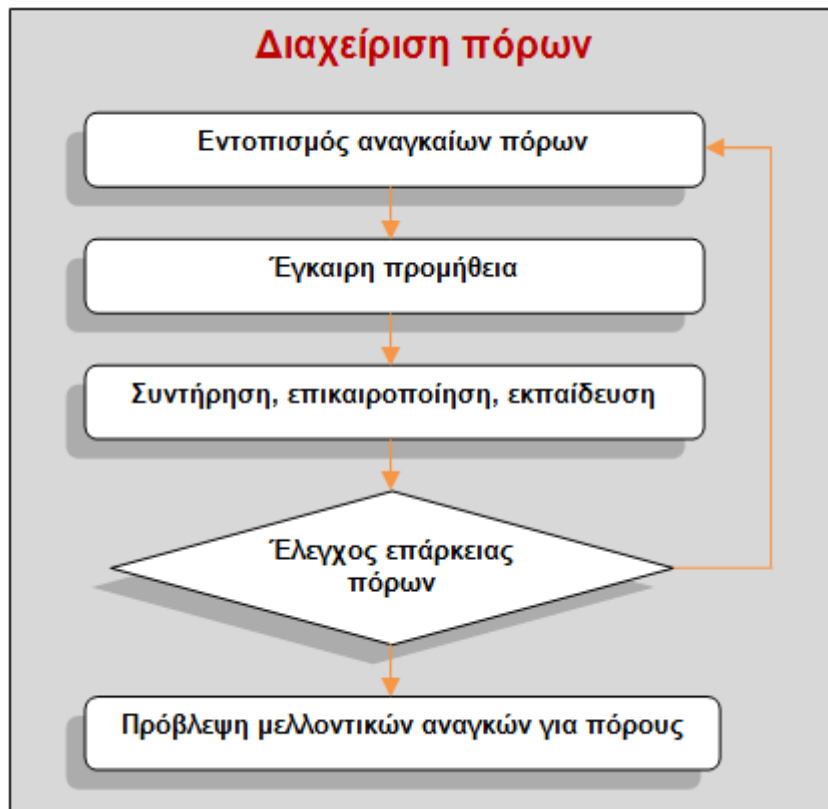 Διαχείριση πόρων
Εντοπισμός αναγκαίων πόρων
Έγκαιρη προμήθεια
Συντήρηση, επικαιροποίηση, εκπαίδευση
Έλεγχος επάρκειας
πόρων
Πρόβλεψη μελλοντικών αναγκών για πόρους